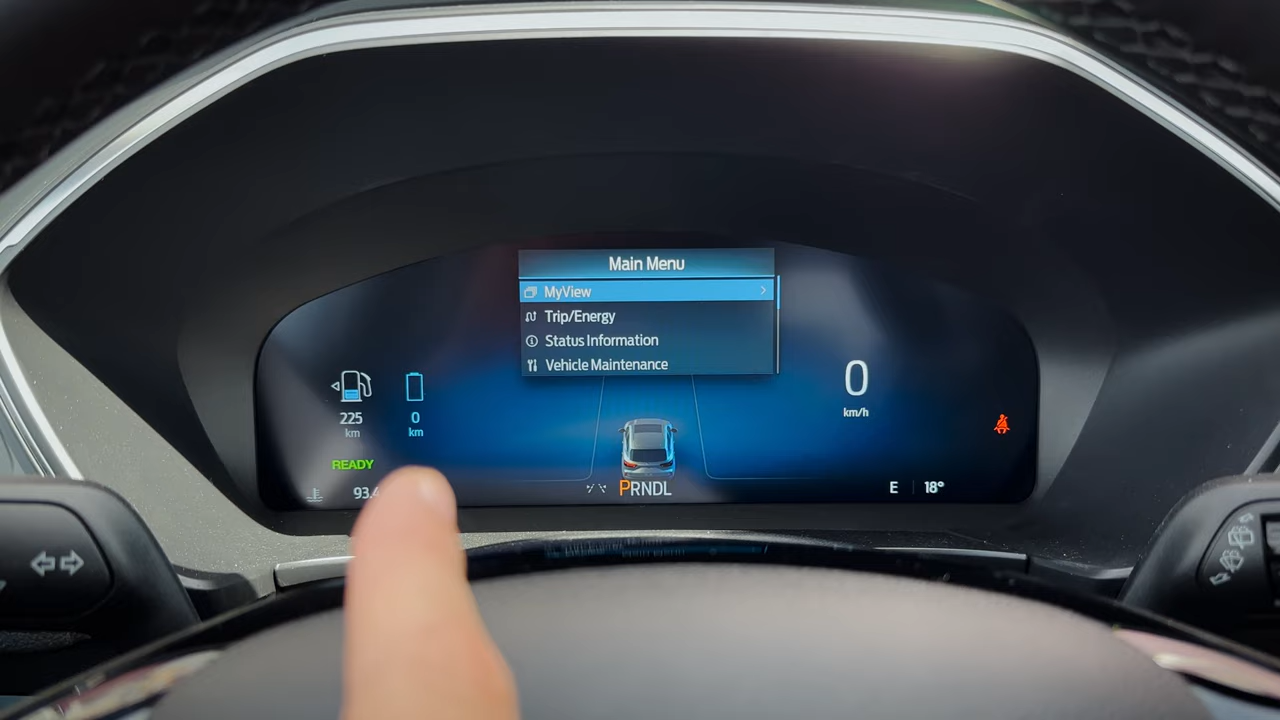 Main Menu
MyView
Trip/Energy
Status Information
Vehicle Maintenance
225
km
0
km
0
km/h
READY
PRNDL
E
18°